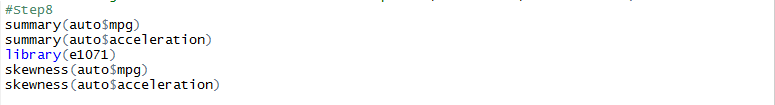 #Step8
summary(auto$mpg)
summary(auto$acceleration)
library(e1071)
skewness(auto$mpg)
skewness(auto$acceleration)